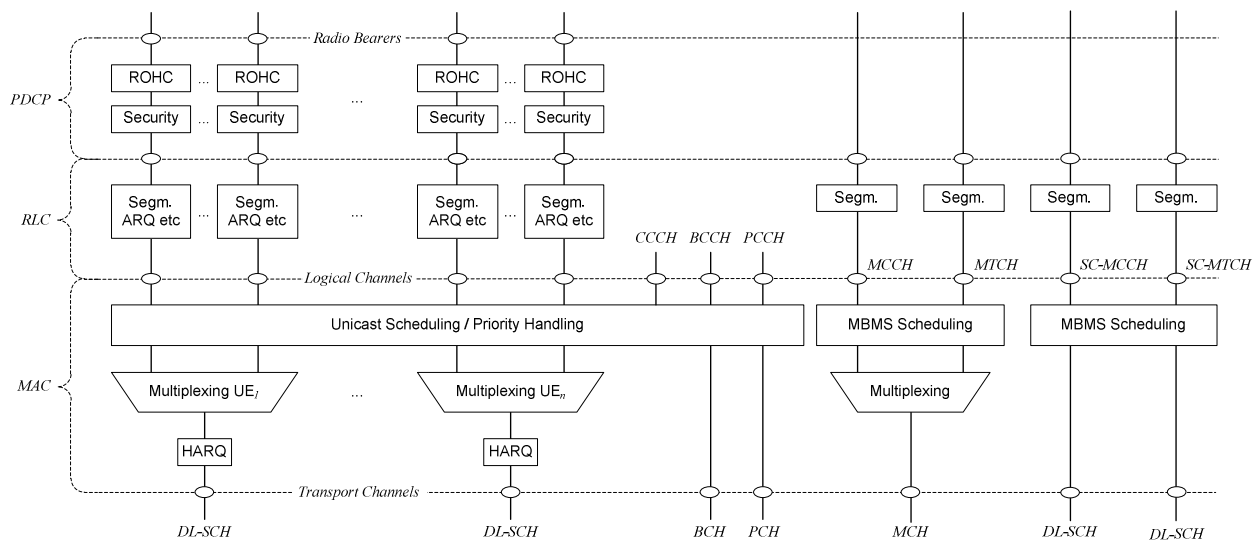 Radio Bearers
ROHC ... ROHC ROHC ... ROHC
PDCP ...
Security ... Security Security ... Security
Segm. ARQ etc ... Segm. ARQ etc ... Segm. ARQ etc ... Segm. ARQ etc Segm. Segm. Segm. Segm.
RLC
CCCH BCCH PCCH
Logical Channels MCCH MTCH SC-MCCH SC-MTCH
Unicast Scheduling / Priority Handling MBMS Scheduling MBMS Scheduling
MAC Multiplexing UE1 ... Multiplexing UEn Multiplexing
HARQ HARQ
Transport Channels
DL-SCH DL-SCH BCH PCH MCH DL-SCH DL-SCH